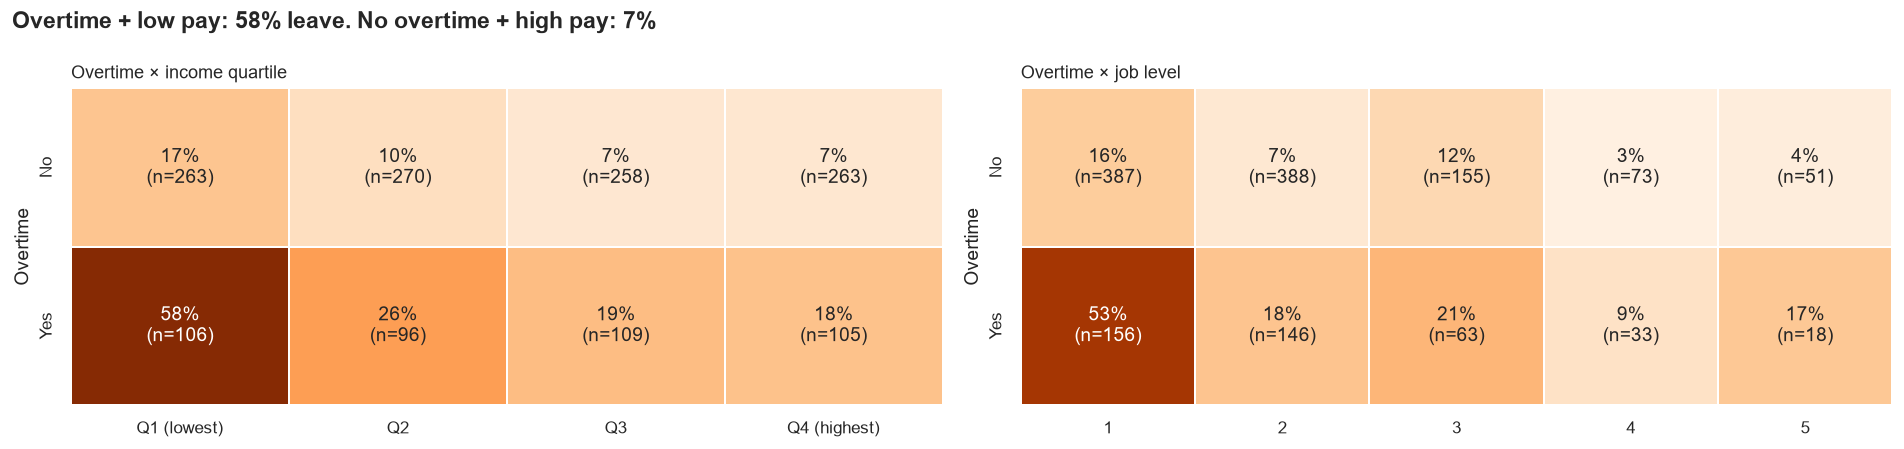 Overtime + low pay: 58% leave. No overtime + high pay: 7%
Overtime × income quartile
Overtime
No
17%
(n=263)
10%
(n=270)
7%
(n=258)
7%
(n=263)
Yes
58%
(n=106)
26%
(n=96)
19%
(n=109)
18%
(n=105)
Q1 (lowest)
Q2
Q3
Q4 (highest)
Overtime × job level
Overtime
No
16%
(n=387)
7%
(n=388)
12%
(n=155)
3%
(n=73)
4%
(n=51)
Yes
53%
(n=156)
18%
(n=146)
21%
(n=63)
9%
(n=33)
17%
(n=18)
1
2
3
4
5